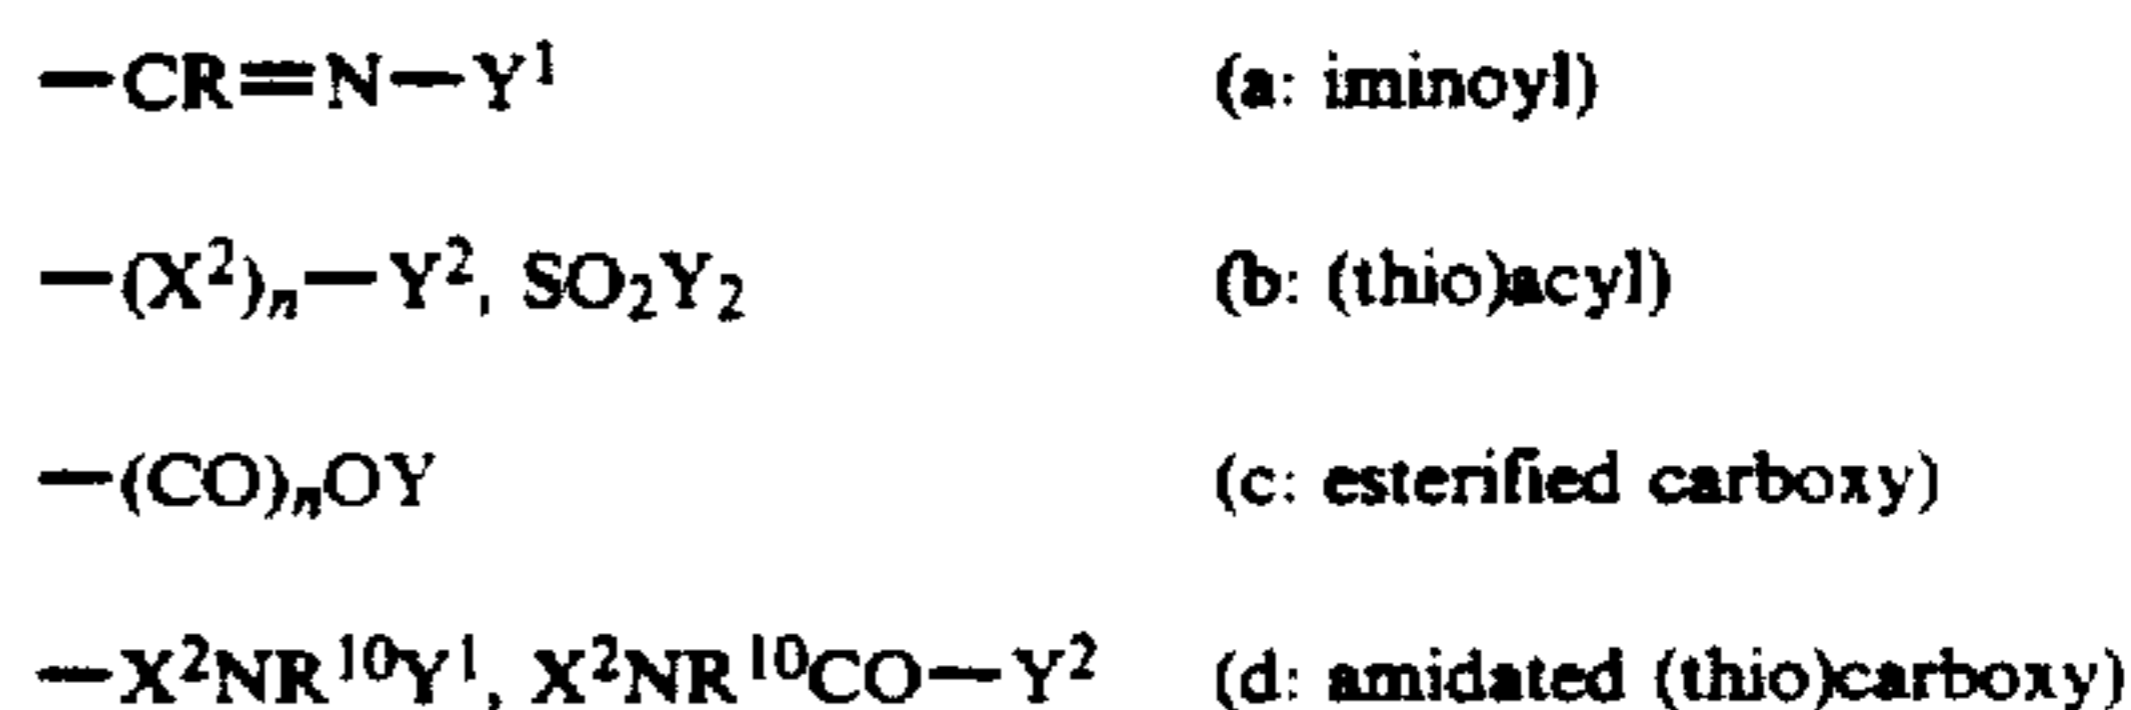 —CR=N—Y¹ (a: iminoyl)
—(X²)ₙ—Y², SO₂Y₂ (b: (thio)acyl)
—(CO)ₙOY (c: esterified carboxy)
—X²NR¹⁰Y¹, X²NR¹⁰CO—Y² (d: amidated (thio)carboxy)